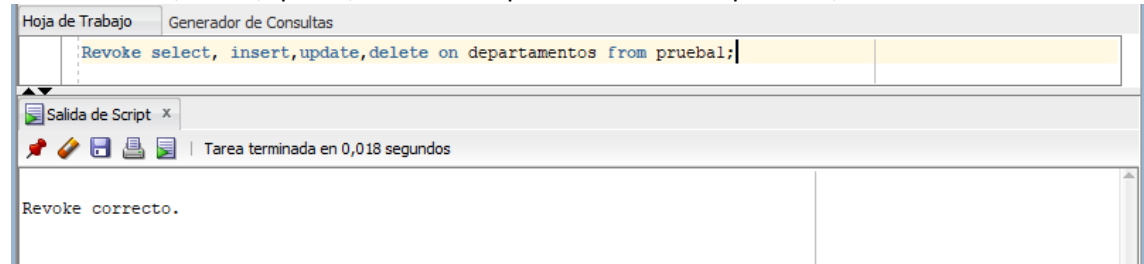 Hoja de Trabajo Generador de Consultas
Revoke select, insert,update,delete on departamentos from prueba1;
Salida de Script x
Tarea terminada en 0,018 segundos
Revoke correcto.